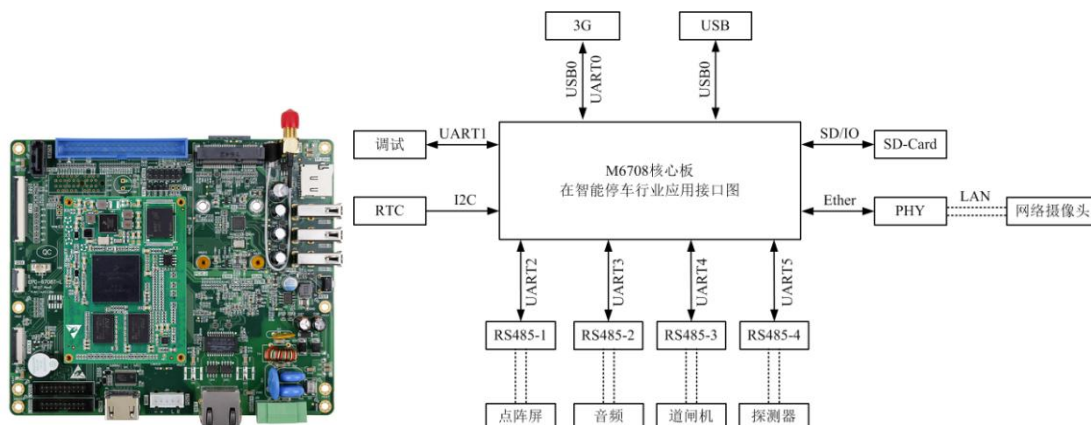 3G
USB
USB0
UART0
USB0
调试
UART1
M6708核心板
在智能停车行业应用接口图
SD/IO
SD-Card
RTC
I2C
Ether
PHY
LAN
网络摄像头
UART2
UART3
UART4
UART5
RS485-1
RS485-2
RS485-3
RS485-4
点阵屏
音频
道闸机
探测器
QC